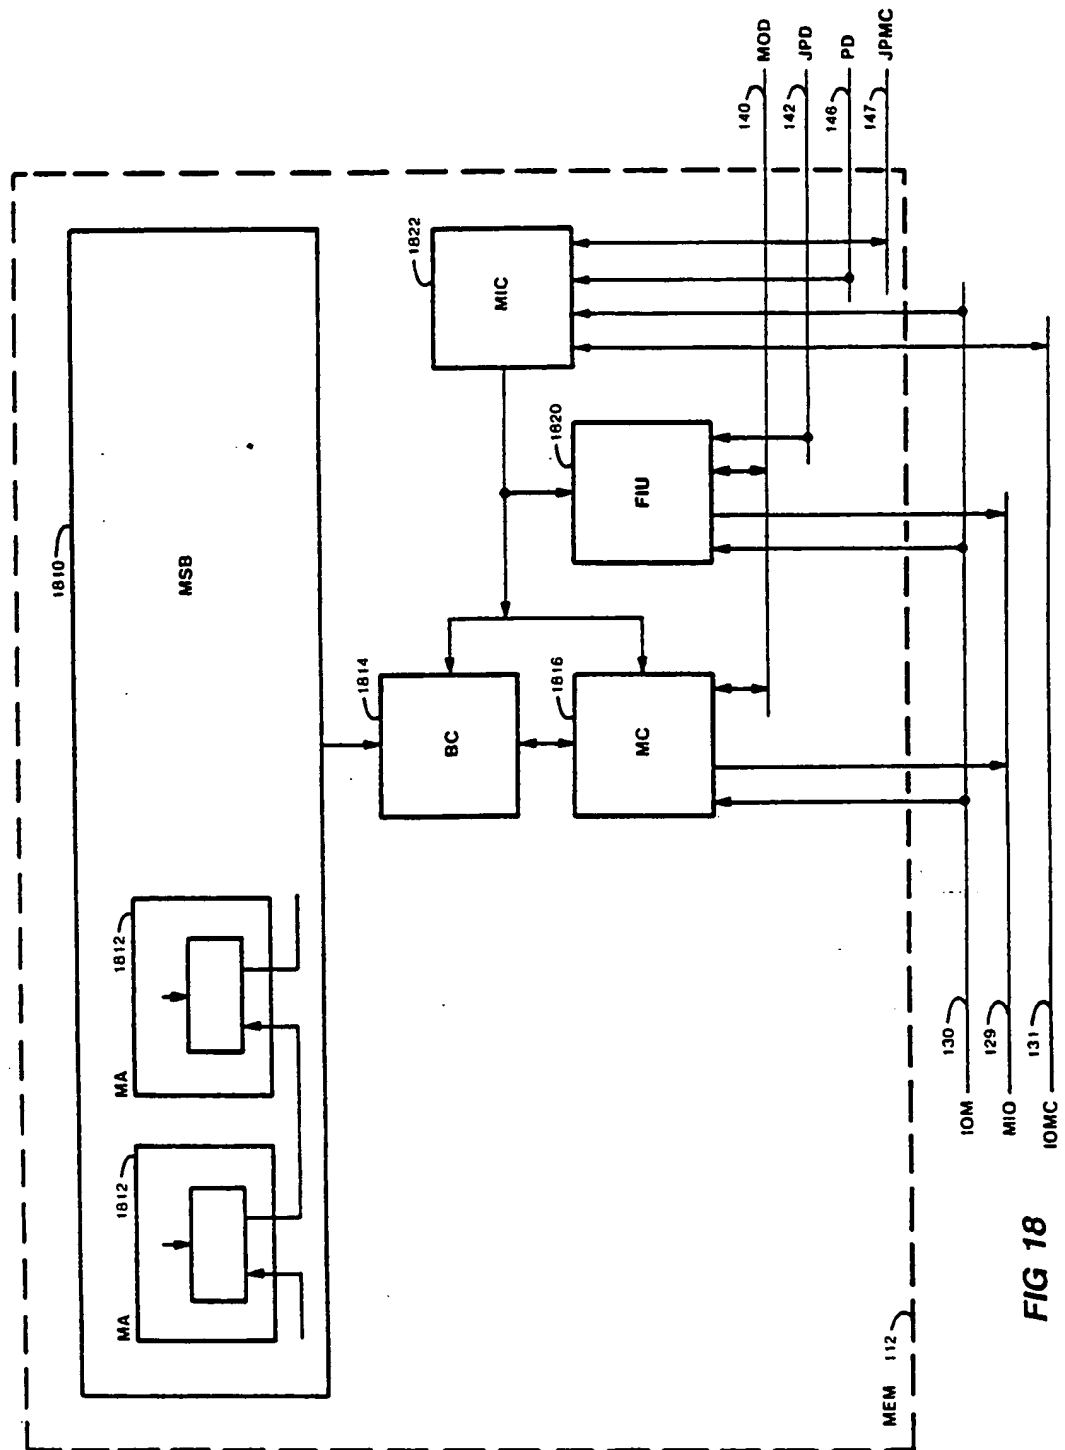 MA
1812
MA
1812
1810
MSB
BC
1814
MC
1816
FIU
1820
MIC
1822
MEM 112
140
MOD
142
JPD
146
PD
147
JPMC
IOM
130
MIO
129
IOMC
131
FIG 18